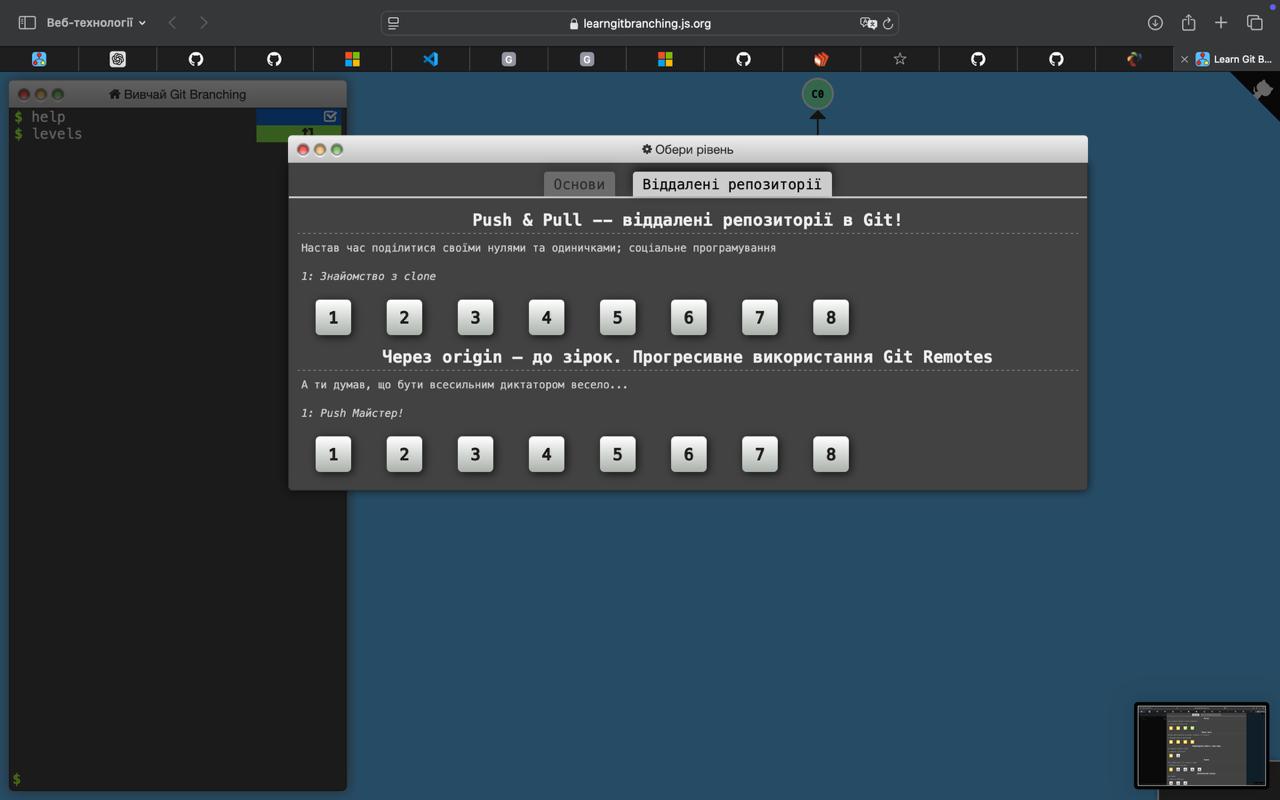 Веб-технології
learngitbranching.js.org
G
G
Learn Git B...
Вивчай Git Branching
$ help
$ levels
C0
Обери рівень
Основи
Віддалені репозиторії
Push & Pull -- віддалені репозиторії в Git!
Настав час поділитися своїми нулями та одиничками; соціальне програмування
1: Знайомство з clone
1 2 3 4 5 6 7 8
Через origin – до зірок. Прогресивне використання Git Remotes
А ти думав, що бути всесильним диктатором весело...
1: Push Майстер!
1 2 3 4 5 6 7 8
$